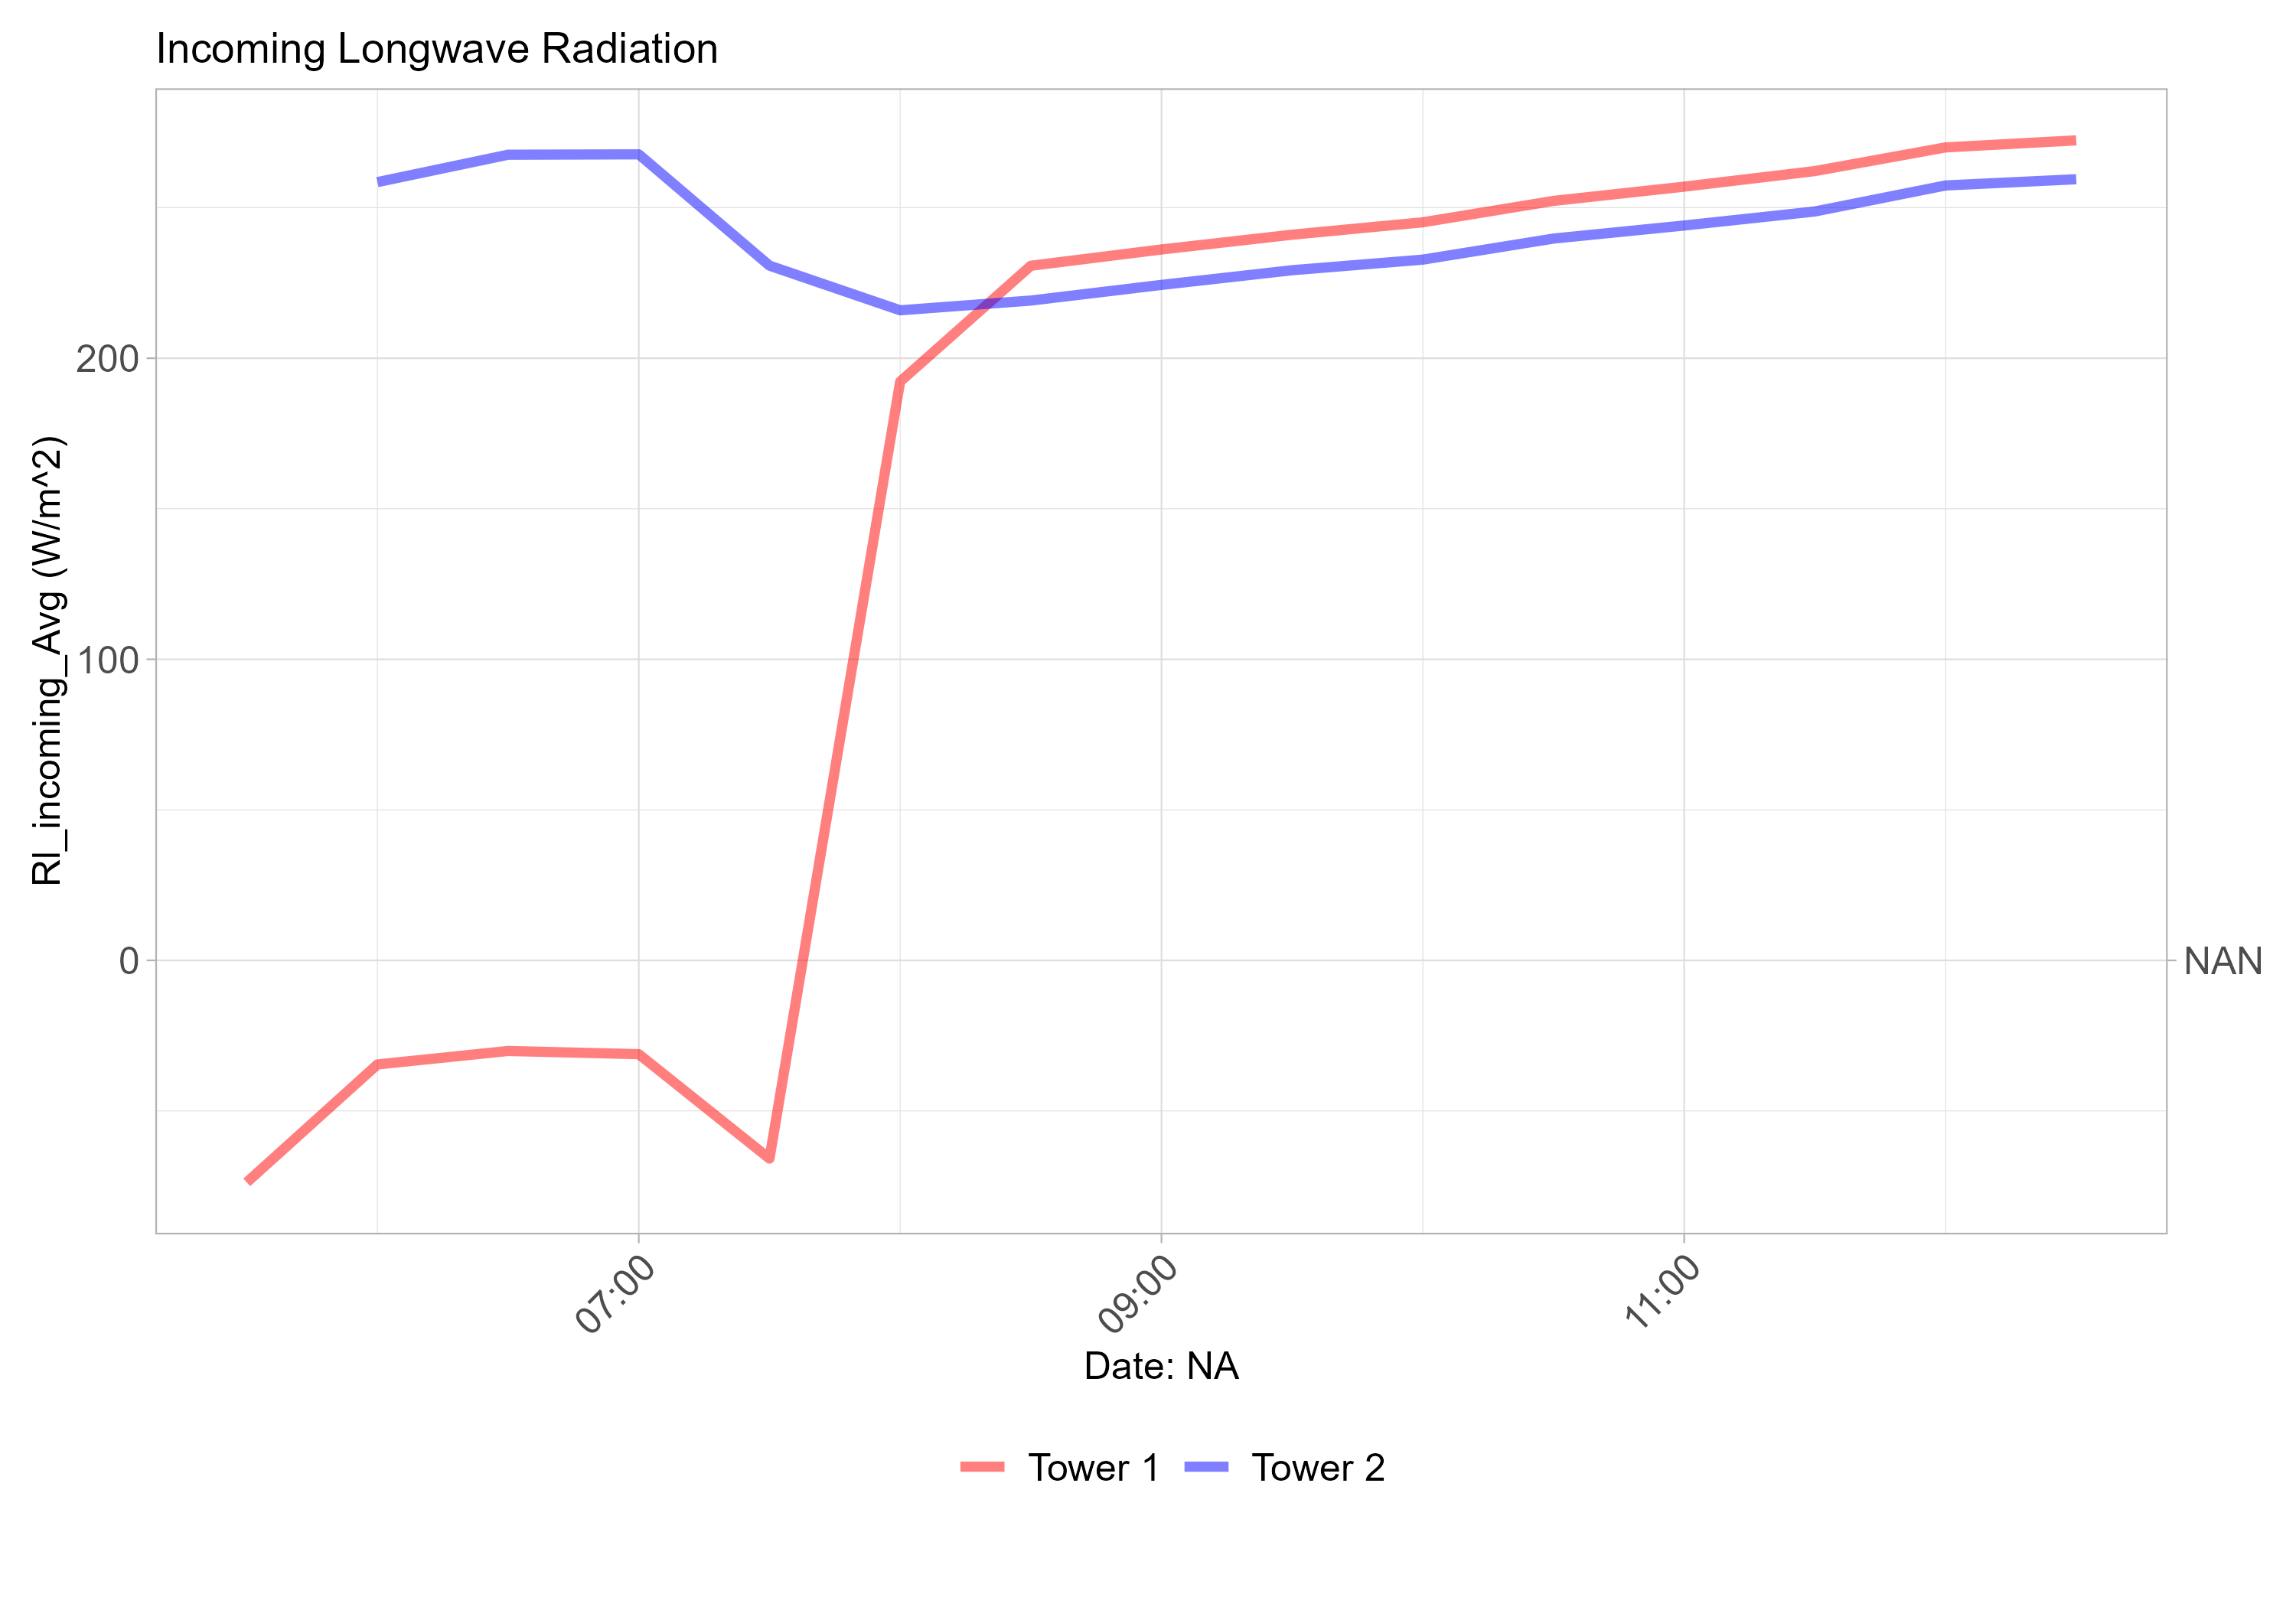 Incoming Longwave Radiation
Rl_incoming_Avg (W/m^2)
200
100
0
NAN
07:00
09:00
11:00
Date: NA
Tower 1
Tower 2